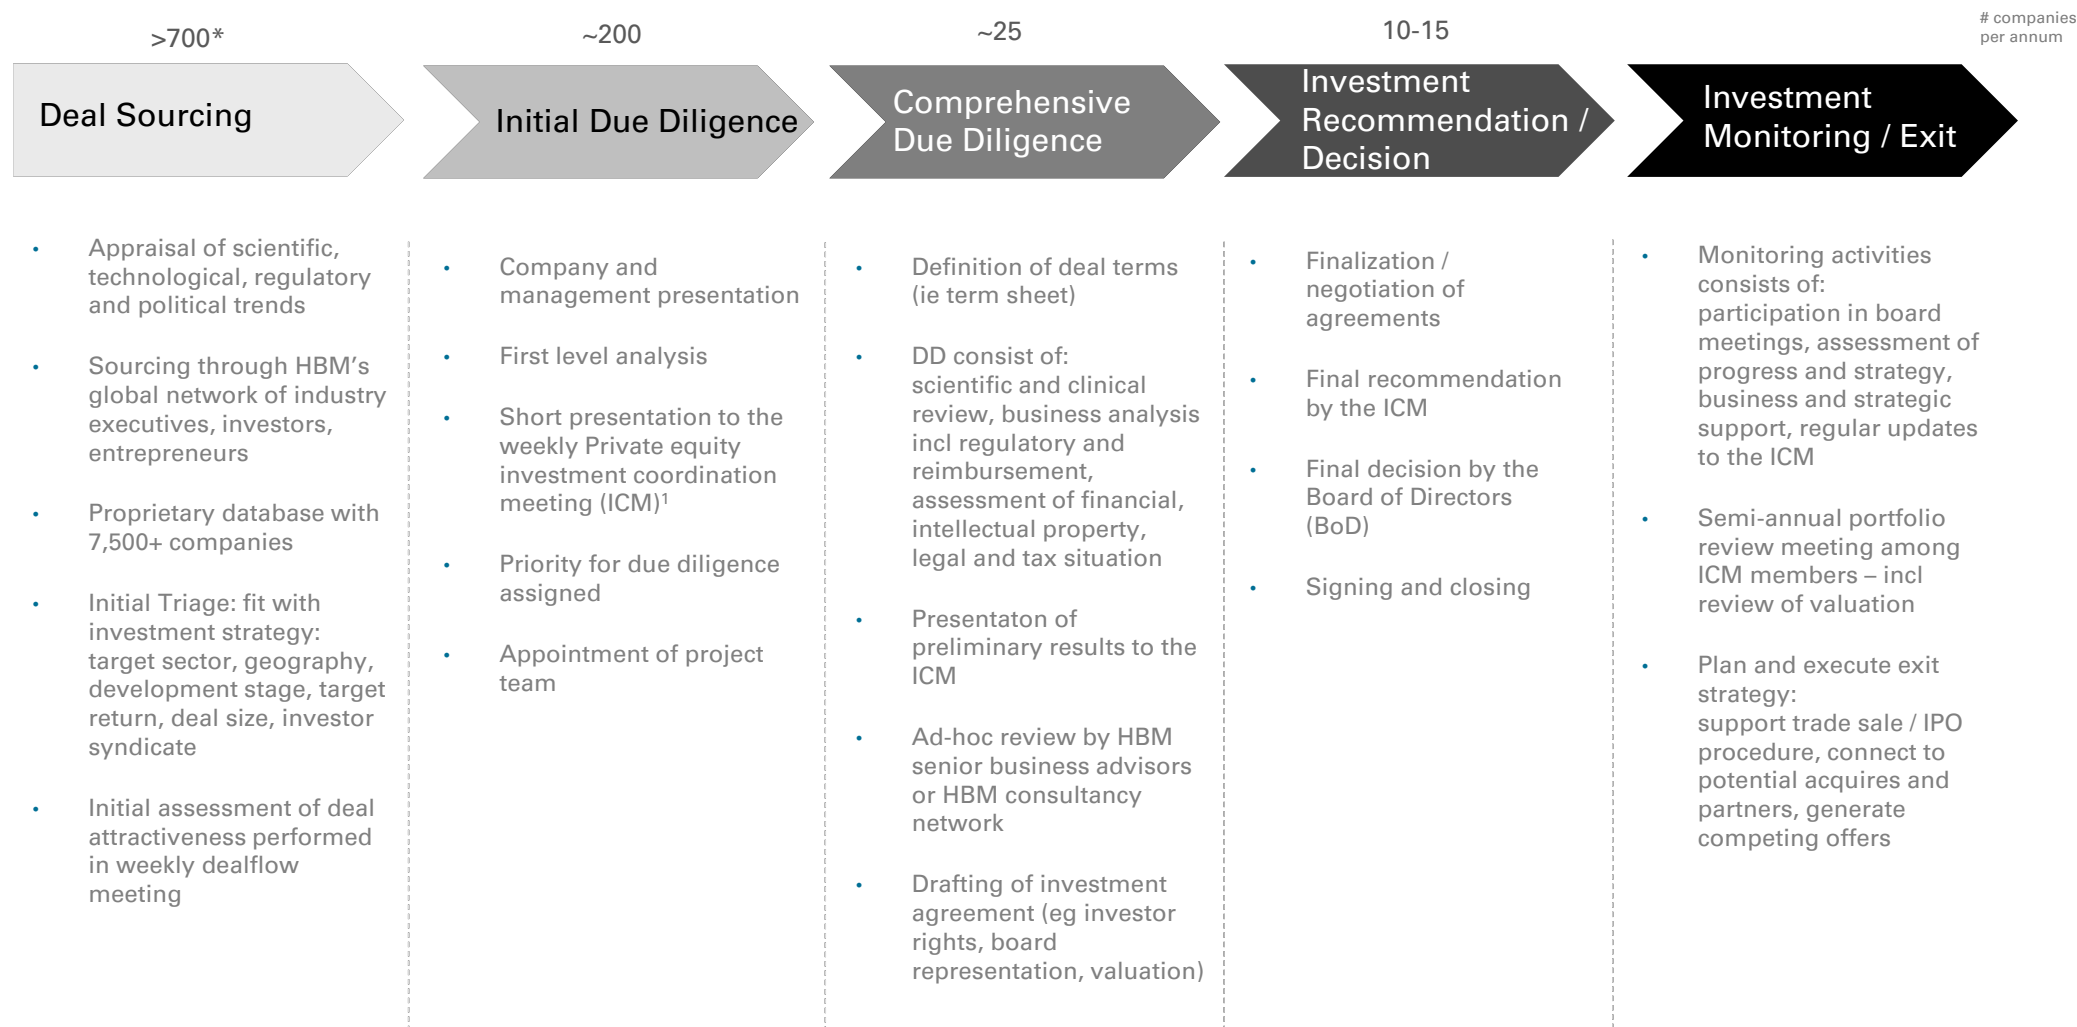 >700*
~200
~25
10-15
# companies
per annum
Deal Sourcing
Initial Due Diligence
Comprehensive
Due Diligence
Investment
Recommendation /
Decision
Investment
Monitoring / Exit
• Appraisal of scientific,
technological, regulatory
and political trends
• Sourcing through HBM’s
global network of industry
executives, investors,
entrepreneurs
• Proprietary database with
7,500+ companies
• Initial Triage: fit with
investment strategy:
target sector, geography,
development stage, target
return, deal size, investor
syndicate
• Initial assessment of deal
attractiveness performed
in weekly dealflow
meeting
• Company and
management presentation
• First level analysis
• Short presentation to the
weekly Private equity
investment coordination
meeting (ICM)¹
• Priority for due diligence
assigned
• Appointment of project
team
• Definition of deal terms
(ie term sheet)
• DD consist of:
scientific and clinical
review, business analysis
incl regulatory and
reimbursement,
assessment of financial,
intellectual property,
legal and tax situation
• Presentaton of
preliminary results to the
ICM
• Ad-hoc review by HBM
senior business advisors
or HBM consultancy
network
• Drafting of investment
agreement (eg investor
rights, board
representation, valuation)
• Finalization /
negotiation of
agreements
• Final recommendation
by the ICM
• Final decision by the
Board of Directors
(BoD)
• Signing and closing
• Monitoring activities
consists of:
participation in board
meetings, assessment of
progress and strategy,
business and strategic
support, regular updates
to the ICM
• Semi-annual portfolio
review meeting among
ICM members – incl
review of valuation
• Plan and execute exit
strategy:
support trade sale / IPO
procedure, connect to
potential acquires and
partners, generate
competing offers